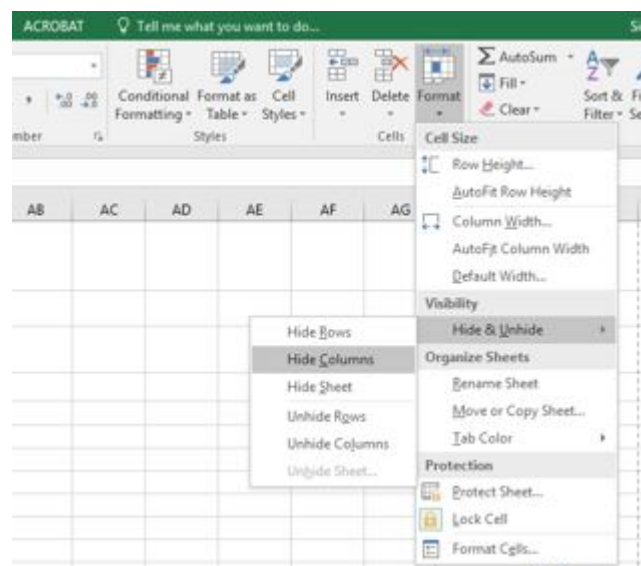 ACROBAT Tell me what you want to do...
Conditional Format as Cell Insert Delete Format
Formatting Table Styles
AutoSum
Fill
Clear
Sort &
Filter
Styles Cells
AB AC AD AE AF AG
Cell Size
Row Height...
AutoFit Row Height
Column Width...
AutoFit Column Width
Default Width...
Visibility
Hide & Unhide
Organize Sheets
Rename Sheet
Move or Copy Sheet...
Tab Color
Protection
Protect Sheet...
Lock Cell
Format Cells...
Hide Rows
Hide Columns
Hide Sheet
Unhide Rows
Unhide Columns
Unhide Sheet...